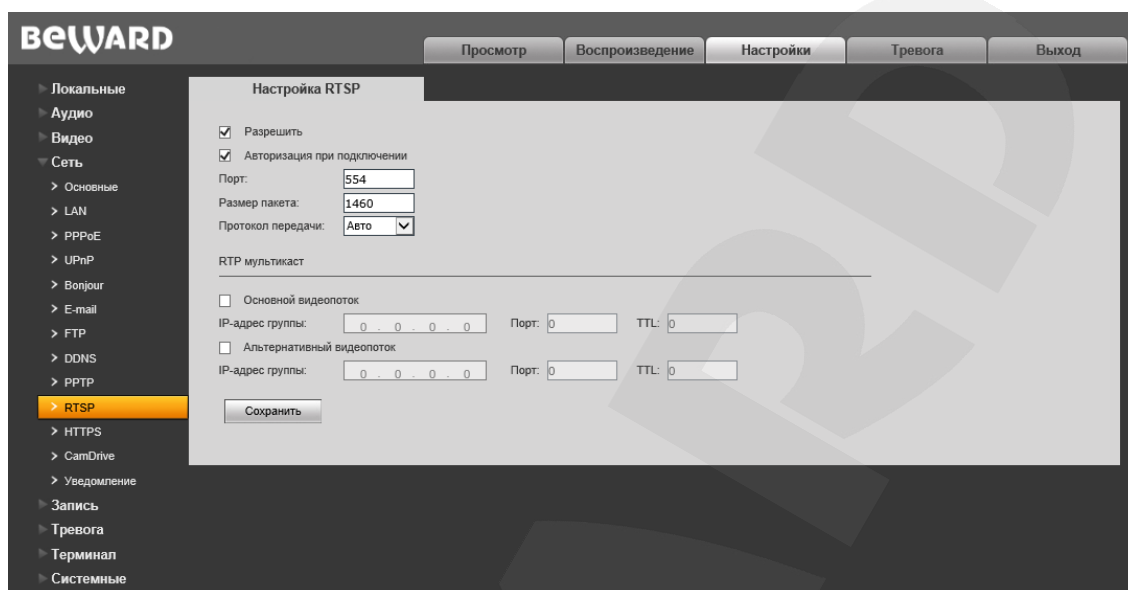 BEWARD
Просмотр Воспроизведение Настройки Тревога Выход
Локальные
Аудио
Видео
Сеть
> Основные
> LAN
> PPPoE
> UPnP
> Bonjour
> E-mail
> FTP
> DDNS
> PPTP
> RTSP
> HTTPS
> CamDrive
> Уведомление
Запись
Тревога
Терминал
Системные
Настройка RTSP
Разрешить
Авторизация при подключении
Порт: 554
Размер пакета: 1460
Протокол передачи: Авто
RTP мультикаст
Основной видеопоток
IP-адрес группы: 0 . 0 . 0 . 0 Порт: 0 TTL: 0
Альтернативный видеопоток
IP-адрес группы: 0 . 0 . 0 . 0 Порт: 0 TTL: 0
Сохранить